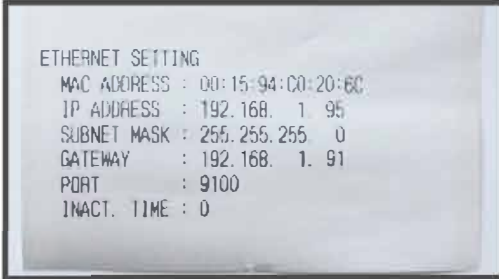 ETHERNET SETTING
MAC ADDRESS : 00:15:94:C0:20:6C
IP ADDRESS : 192.168. 1. 95
SUBNET MASK : 255.255.255. 0
GATEWAY : 192.168. 1. 91
PORT : 9100
INACT. TIME : 0